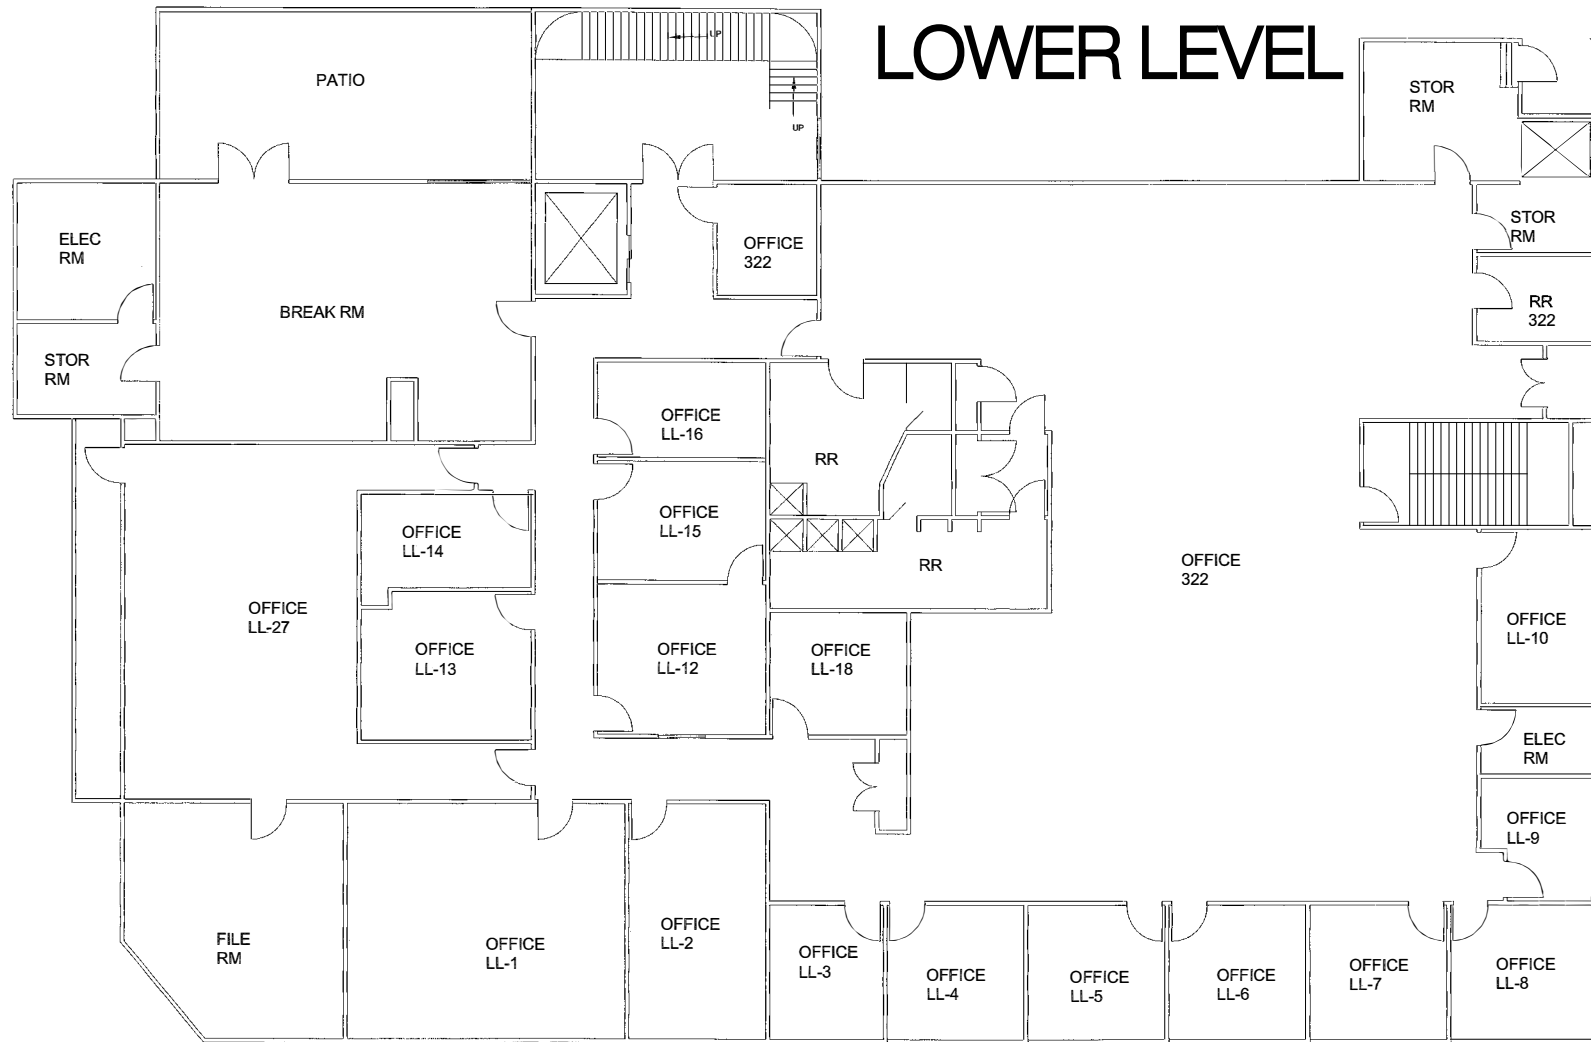 LOWER LEVEL
UP
UP
PATIO
STOR
RM
ELEC
RM
OFFICE
322
STOR
RM
BREAK RM
RR
322
STOR
RM
OFFICE
LL-16
RR
OFFICE
LL-15
OFFICE
LL-14
RR
OFFICE
322
OFFICE
LL-27
OFFICE
LL-13
OFFICE
LL-12
OFFICE
LL-18
OFFICE
LL-10
ELEC
RM
OFFICE
LL-9
FILE
RM
OFFICE
LL-1
OFFICE
LL-2
OFFICE
LL-3
OFFICE
LL-4
OFFICE
LL-5
OFFICE
LL-6
OFFICE
LL-7
OFFICE
LL-8